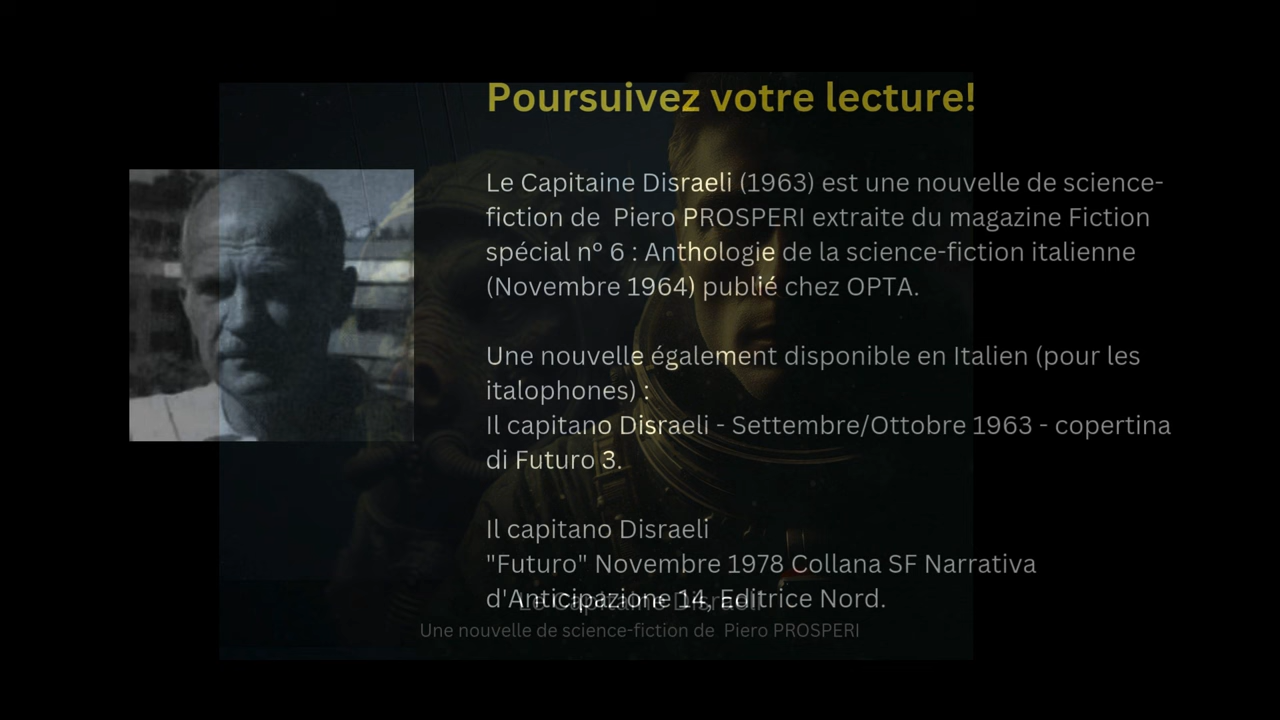 Poursuivez votre lecture!
Le Capitaine Disraeli (1963) est une nouvelle de science-
fiction de  Piero PROSPERI extraite du magazine Fiction
spécial n° 6 : Anthologie de la science-fiction italienne
(Novembre 1964) publié chez OPTA.
Une nouvelle également disponible en Italien (pour les
italophones) :
Il capitano Disraeli - Settembre/Ottobre 1963 - copertina
di Futuro 3.
Il capitano Disraeli
"Futuro" Novembre 1978 Collana SF Narrativa
d'Anticipazione 14, Editrice Nord.
Le Capitaine Disraeli
Une nouvelle de science-fiction de  Piero PROSPERI